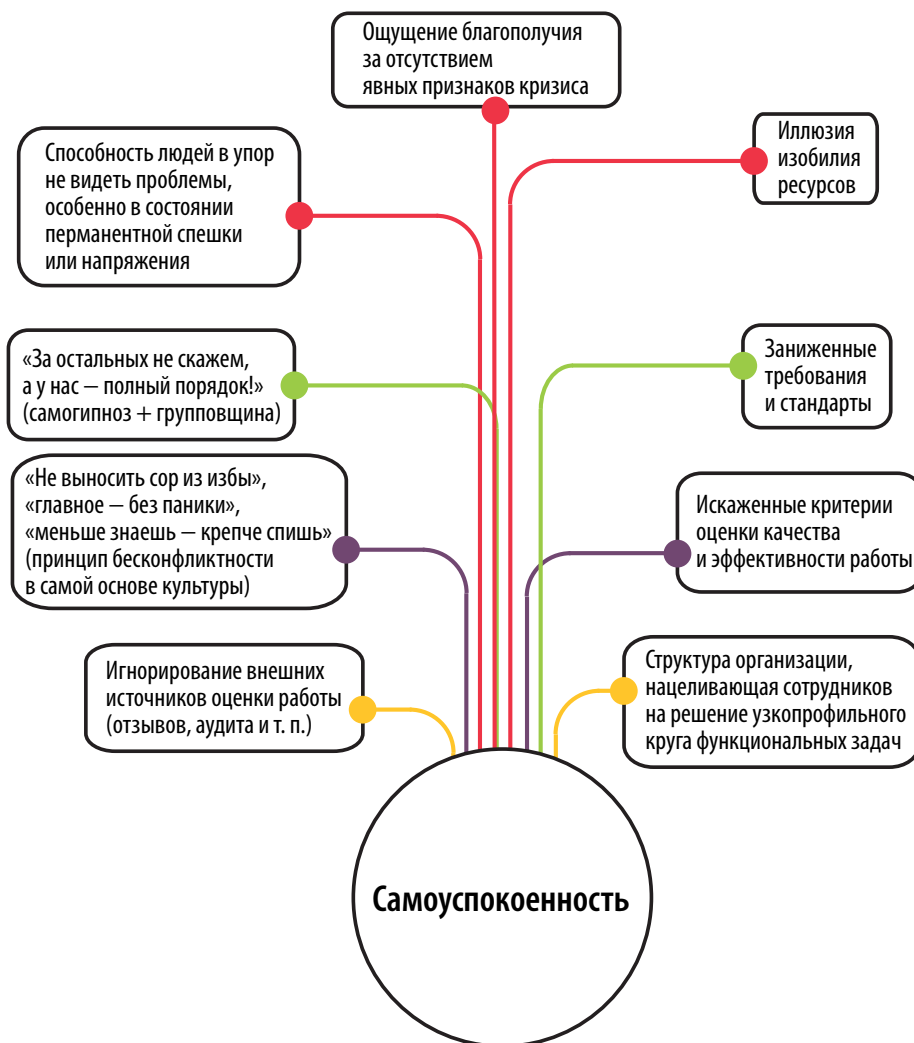 Ощущение благополучия
за отсутствием
явных признаков кризиса
Иллюзия
изобилия
ресурсов
Способность людей в упор
не видеть проблемы,
особенно в состоянии
перманентной спешки
или напряжения
«За остальных не скажем,
а у нас — полный порядок!»
(самогипноз + групповщина)
Заниженные
требования
и стандарты
«Не выносить сор из избы»,
«главное — без паники»,
«меньше знаешь — крепче спишь»
(принцип бесконфликтности
в самой основе культуры)
Искаженные критерии
оценки качества
и эффективности работы
Игнорирование внешних
источников оценки работы
(отзывов, аудита и т. п.)
Структура организации,
нацеливающая сотрудников
на решение узкопрофильного
круга функциональных задач
Самоуспокоенность